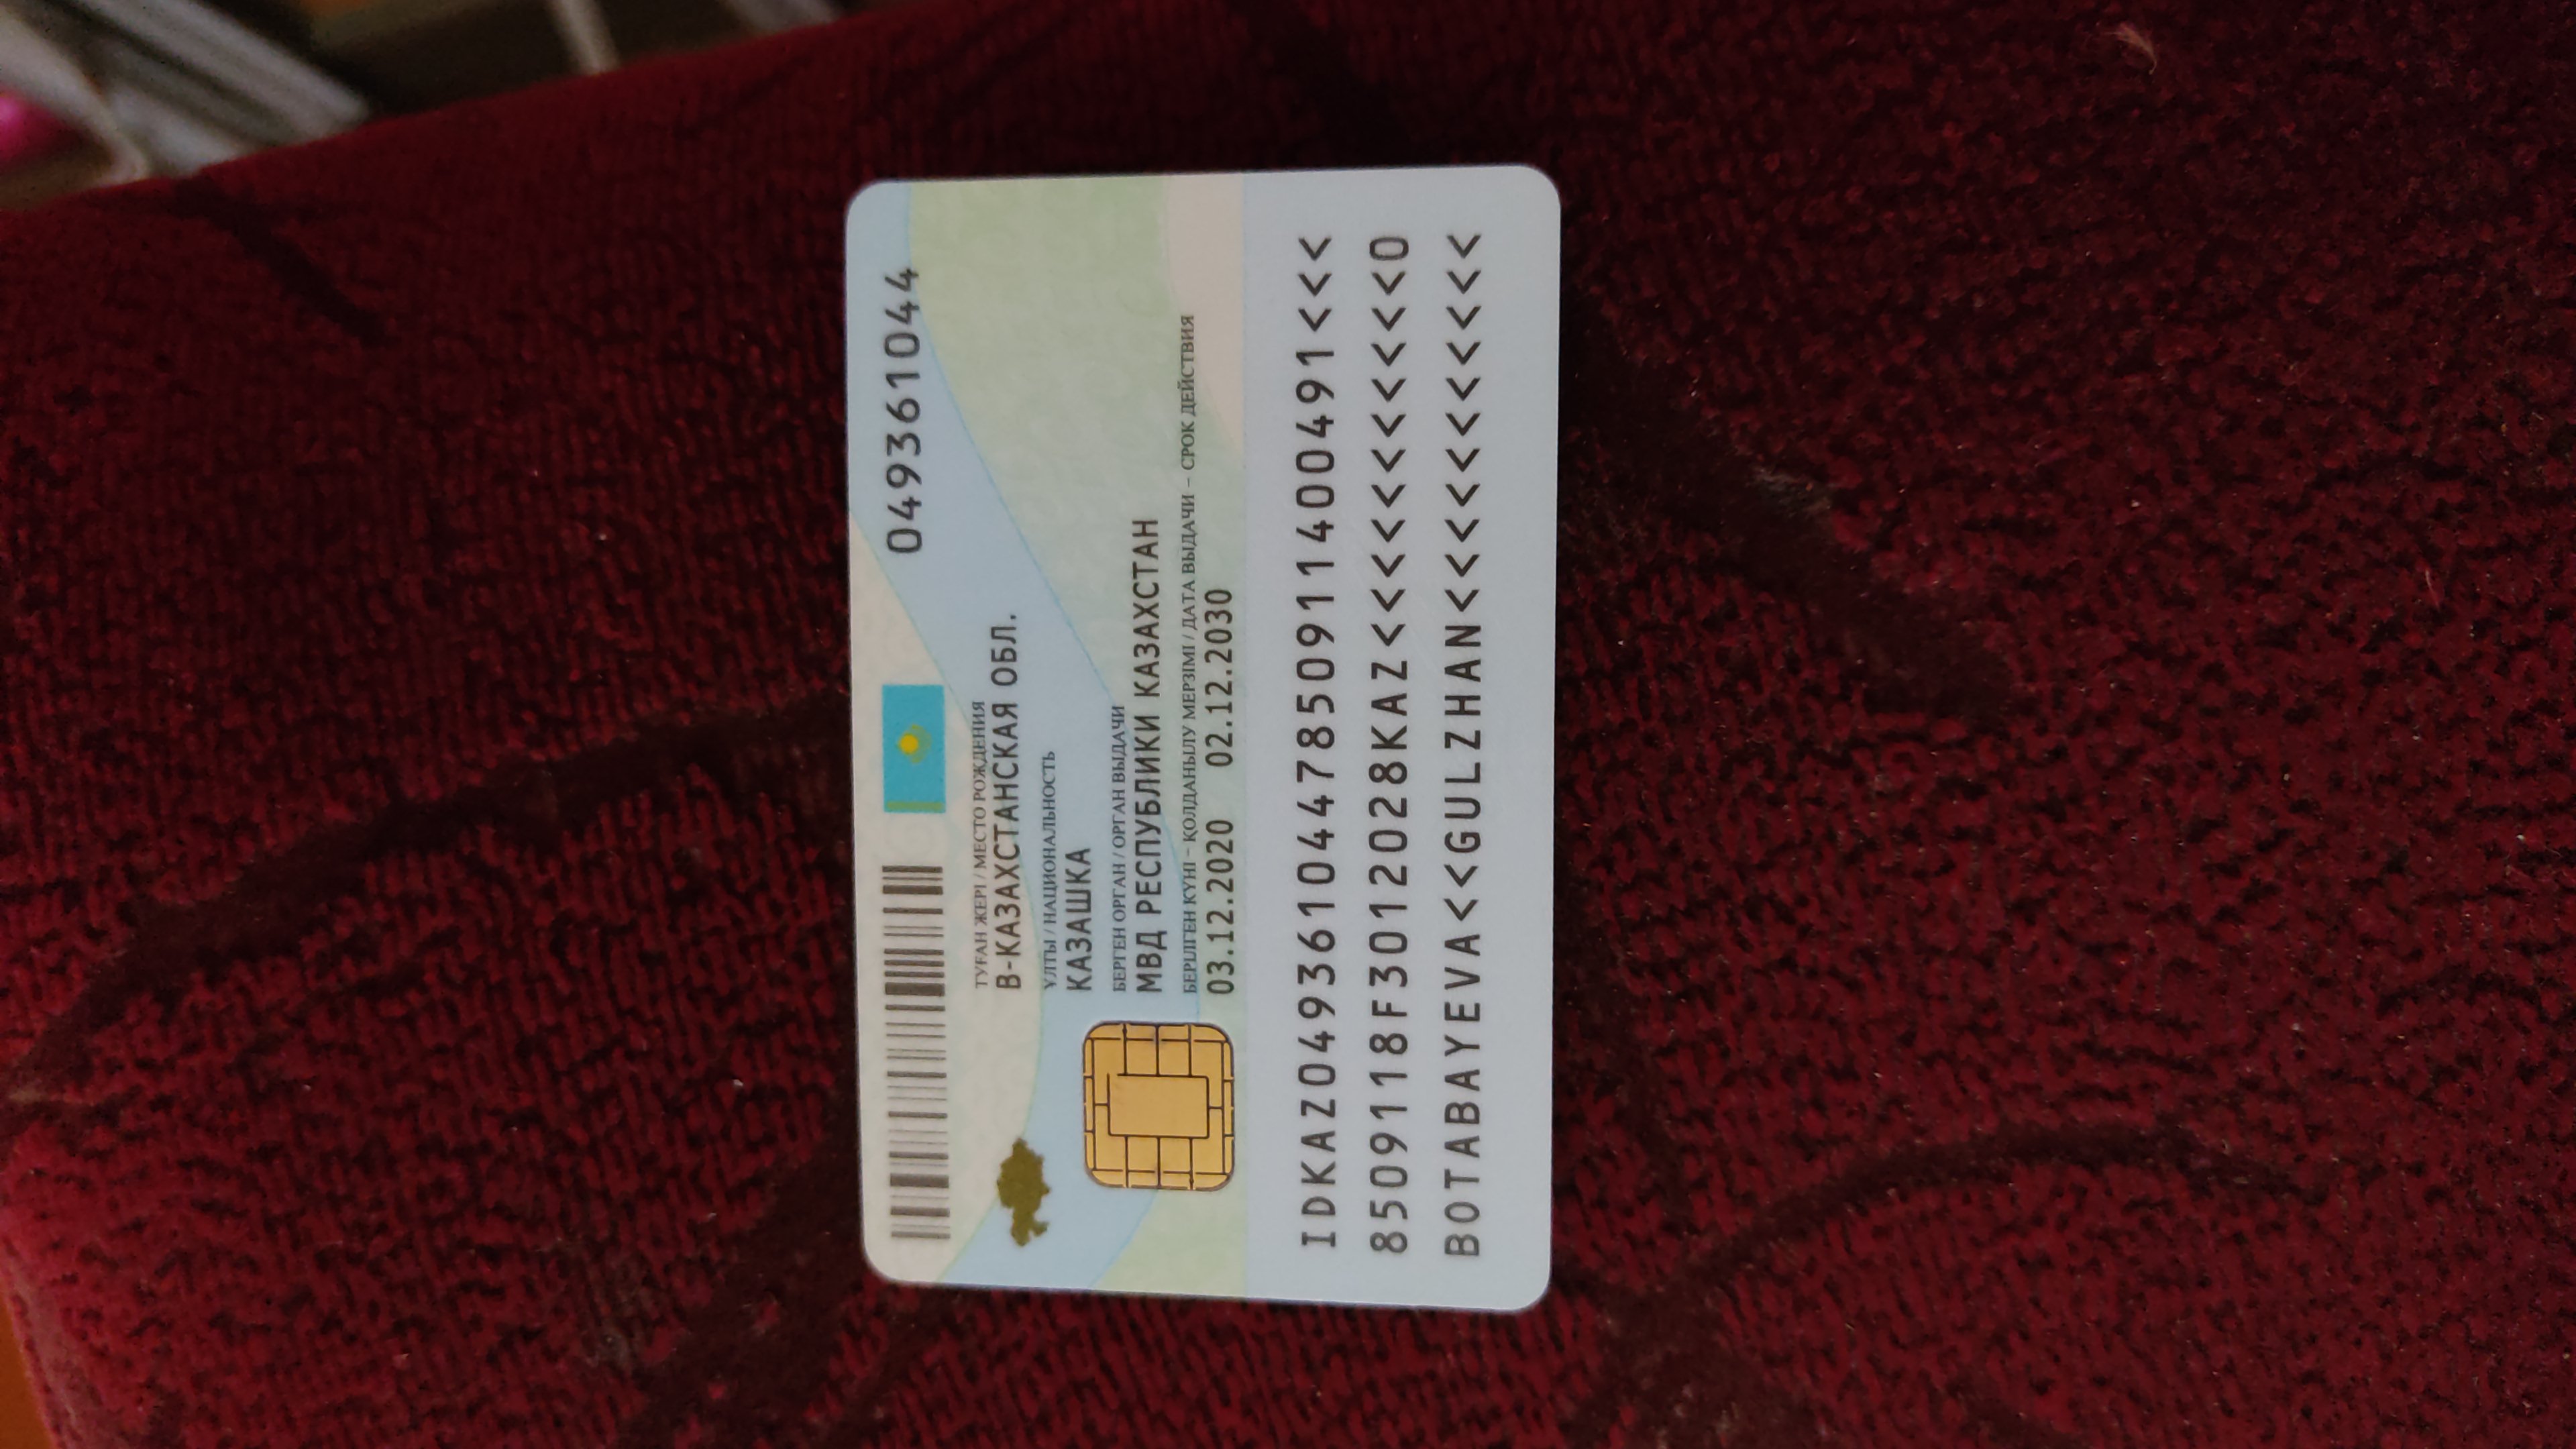 049361044
ТУҒАН ЖЕРІ / МЕСТО РОЖДЕНИЯ
В-КАЗАХСТАНСКАЯ ОБЛ.
ҰЛТЫ / НАЦИОНАЛЬНОСТЬ
КАЗАШКА
БЕРГЕН ОРГАН / ОРГАН ВЫДАЧИ
МВД РЕСПУБЛИКИ КАЗАХСТАН
БЕРІЛГЕН КҮНІ – ҚОЛДАНЫЛУ МЕРЗІМІ / ДАТА ВЫДАЧИ – СРОК ДЕЙСТВИЯ
03.12.2020 02.12.2030
IDKAZ0493610447850911400491<<<
8509118F3012028KAZ<<<<<<<<<<<0
BOTABAYEVA<<GULZHAN<<<<<<<<<<<